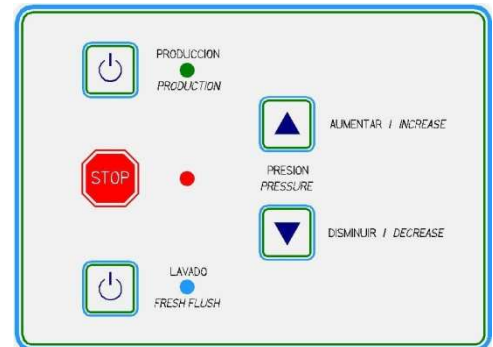 PRODUCCION
PRODUCTION
AUMENTAR / INCREASE
STOP
PRESION
PRESSURE
DISMINUIR / DECREASE
LAVADO
FRESH FLUSH